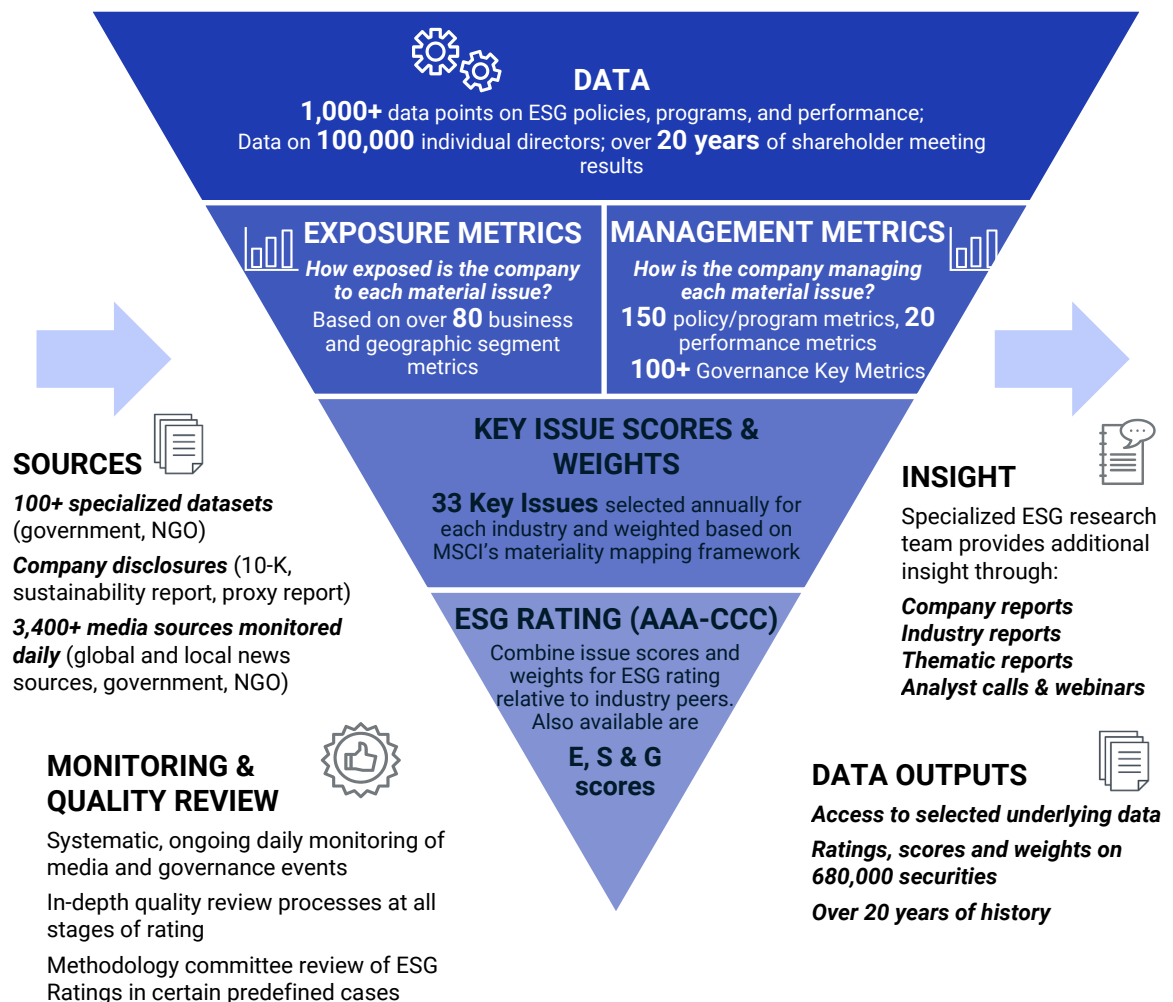 DATA
1,000+ data points on ESG policies, programs, and performance;
Data on 100,000 individual directors; over 20 years of shareholder meeting
results
EXPOSURE METRICS
How exposed is the company
to each material issue?
Based on over 80 business
and geographic segment
metrics
MANAGEMENT METRICS
How is the company managing
each material issue?
150 policy/program metrics, 20
performance metrics
100+ Governance Key Metrics
KEY ISSUE SCORES &
WEIGHTS
33 Key Issues selected annually for
each industry and weighted based on
MSCI's materiality mapping framework
ESG RATING (AAA-CCC)
Combine issue scores and
weights for ESG rating
relative to industry peers.
Also available are
E, S & G
scores
SOURCES
100+ specialized datasets
(government, NGO)
Company disclosures (10-K,
sustainability report, proxy report)
3,400+ media sources monitored
daily (global and local news
sources, government, NGO)
MONITORING &
QUALITY REVIEW
Systematic, ongoing daily monitoring of
media and governance events
In-depth quality review processes at all
stages of rating
Methodology committee review of ESG
Ratings in certain predefined cases
INSIGHT
Specialized ESG research
team provides additional
insight through:
Company reports
Industry reports
Thematic reports
Analyst calls & webinars
DATA OUTPUTS
Access to selected underlying data
Ratings, scores and weights on
680,000 securities
Over 20 years of history